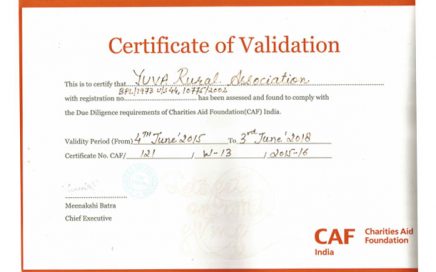 Certificate of Validation
This is to certify that YUVA Rural Association
BPL/1973 U/S 44, 10775/2002
with registration no. has been assessed and found to comply with
the Due Diligence requirements of Charities Aid Foundation(CAF) India.
Validity Period (From) 4TH June' 2015 To 3rd June' 2018
Certificate No. CAF/ 121 / W-13 / 2015-16
Meenakshi Batra
Chief Executive
CAF Charities Aid
Foundation
India